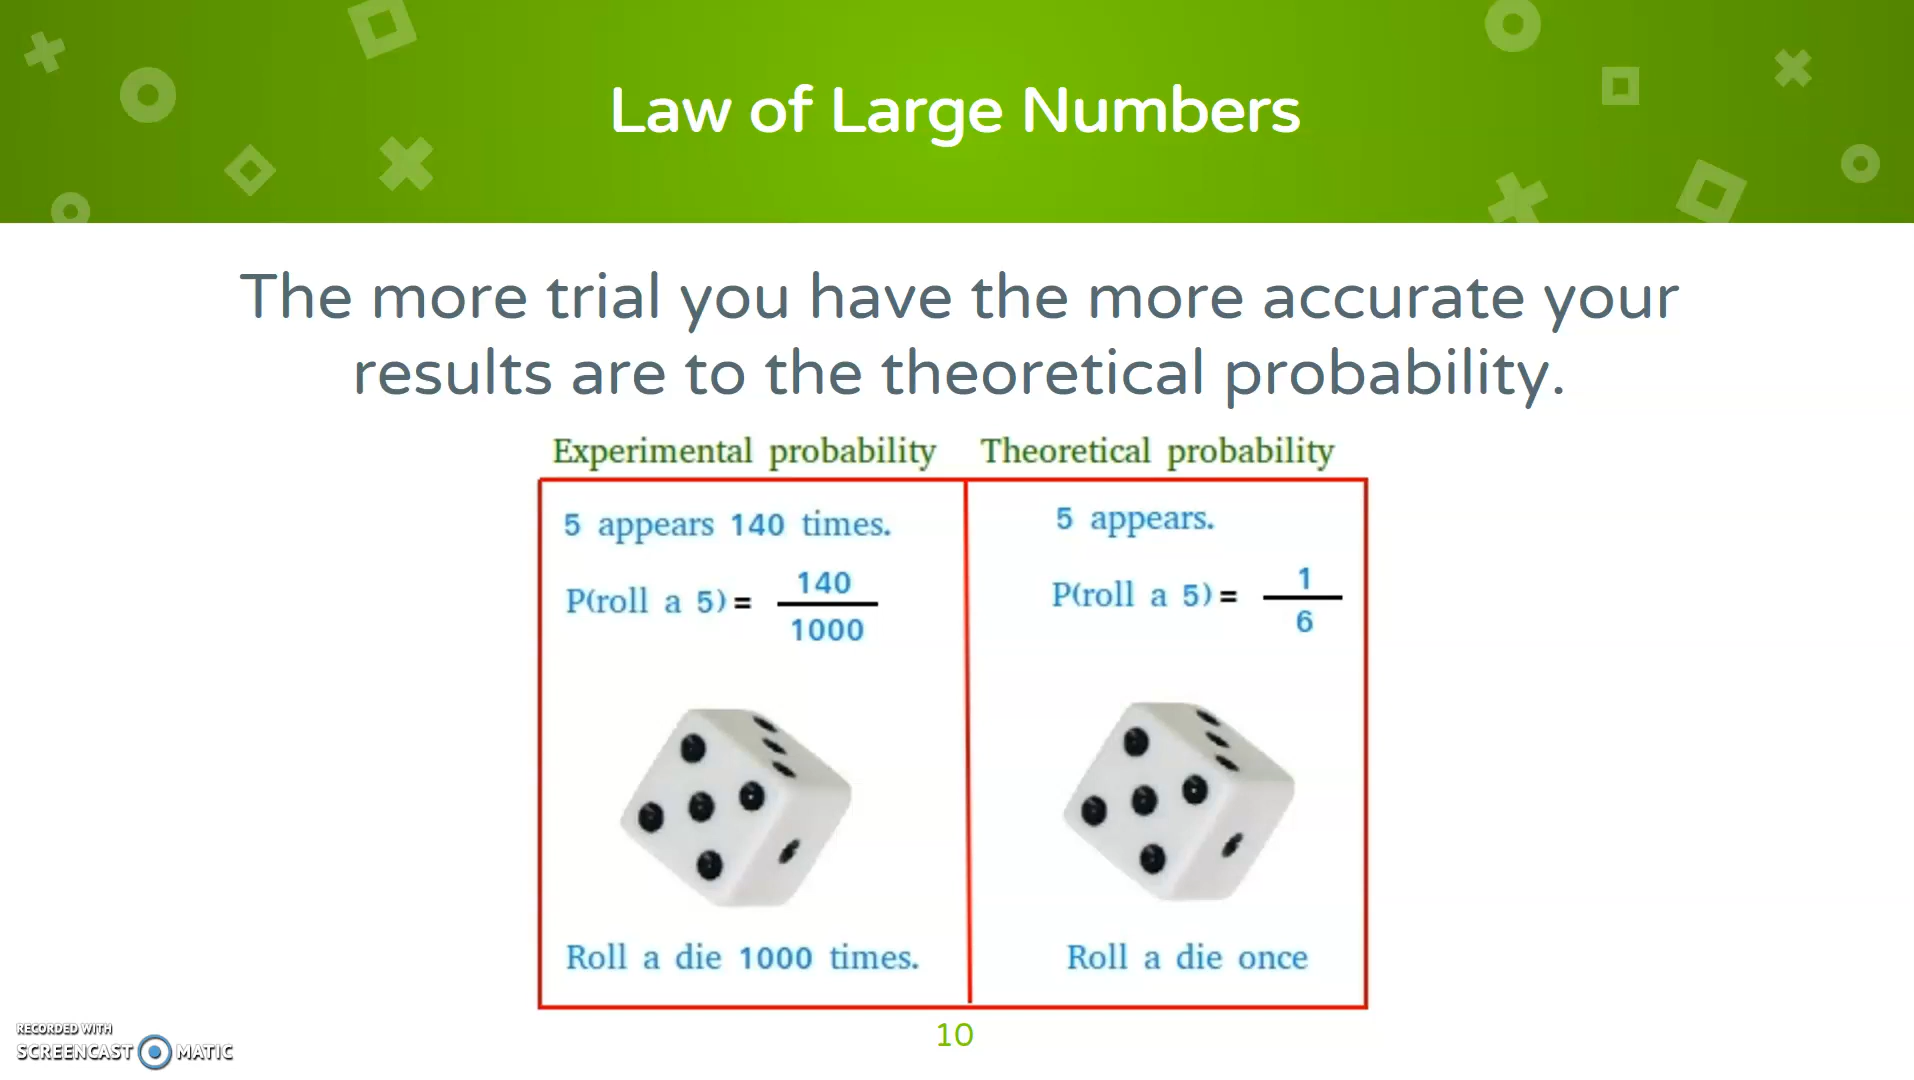 Law of Large Numbers
The more trial you have the more accurate your
results are to the theoretical probability.
Experimental probability
5 appears 140 times.
P(roll a 5) = 140/1000
Roll a die 1000 times.
Theoretical probability
5 appears.
P(roll a 5) = 1/6
Roll a die once
10
RECORDED WITH
SCREENCAST MATIC